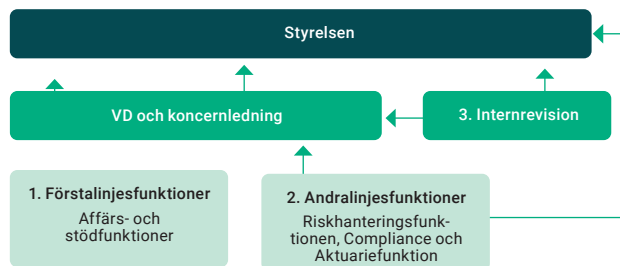 Styrelsen
VD och koncernledning
3. Internrevision
1. Förstalinjesfunktioner
Affärs- och
stödfunktioner
2. Andralinjesfunktioner
Riskhanteringsfunk-
tionen, Compliance och
Aktuariefunktion